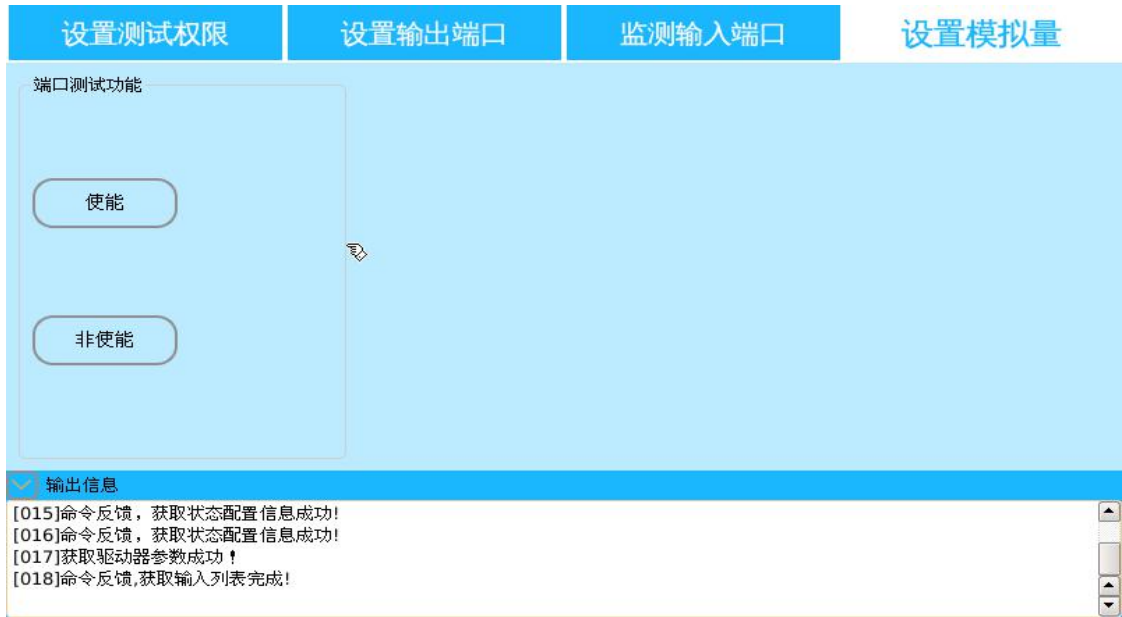 设置测试权限 设置输出端口 监测输入端口 设置模拟量
端口测试功能
使能
非使能
输出信息
[015]命令反馈，获取状态配置信息成功!
[016]命令反馈，获取状态配置信息成功!
[017]获取驱动器参数成功！
[018]命令反馈,获取输入列表完成!